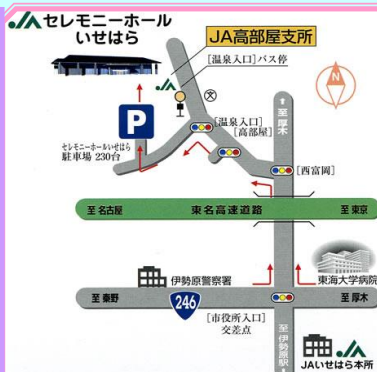 JAセレモニーホール
いせはら
JA高部屋支所
[温泉入口]バス停
JA
文
P
[温泉入口]
[高部屋]
セレモニーホールいせはら
駐車場 230台
至厚木
[西富岡]
至名古屋
東名高速道路
至東京
伊勢原警察署
東海大学病院
至秦野
246
至厚木
[市役所入口]
交差点
至伊勢原駅
JA
JAいせはら本所